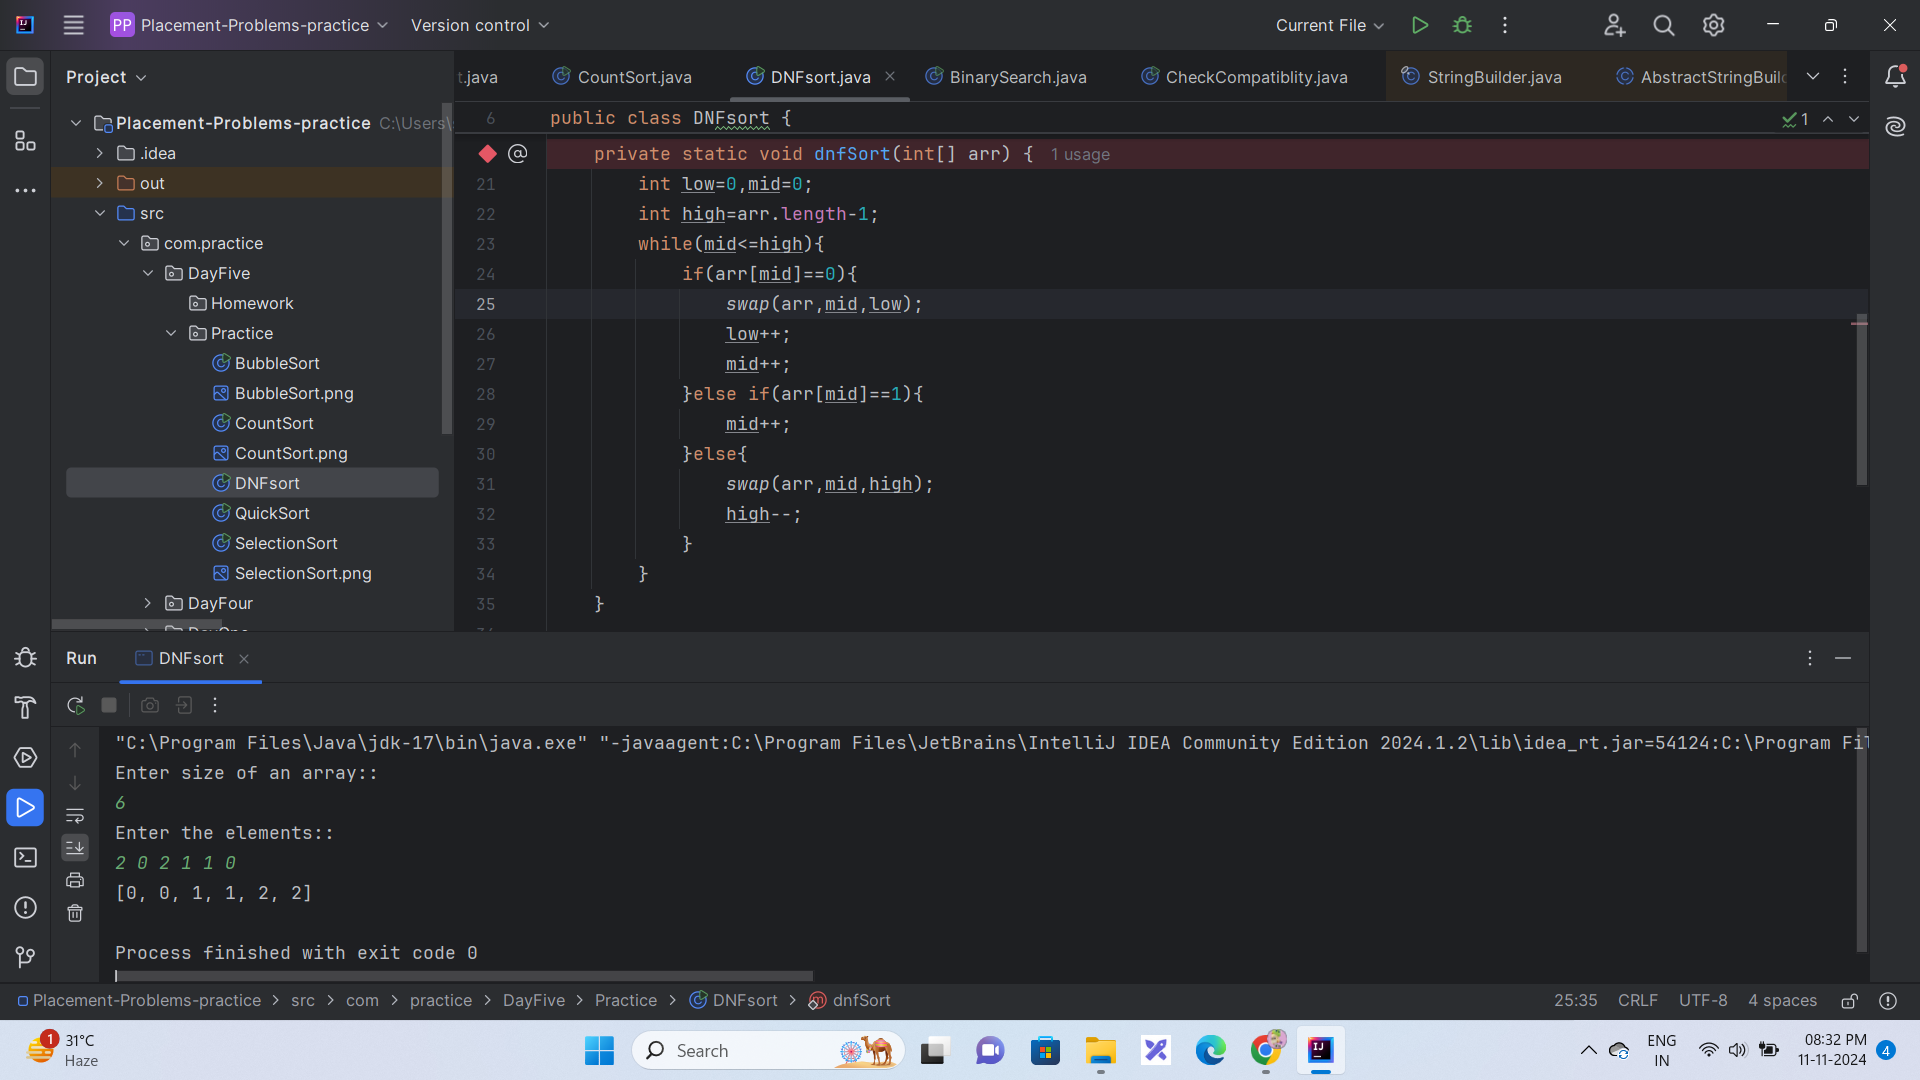 PP Placement-Problems-practice Version control Current File
Project
t.java CountSort.java DNFsort.java BinarySearch.java CheckCompatiblity.java StringBuilder.java AbstractStringBuil
Placement-Problems-practice C:\Users\
.idea
out
src
com.practice
DayFive
Homework
Practice
BubbleSort
BubbleSort.png
CountSort
CountSort.png
DNFsort
QuickSort
SelectionSort
SelectionSort.png
DayFour
6 public class DNFsort { 1
@ private static void dnfSort(int[] arr) { 1 usage
21 int low=0,mid=0;
22 int high=arr.length-1;
23 while(mid<=high){
24 if(arr[mid]==0){
25 swap(arr,mid,low);
26 low++;
27 mid++;
28 }else if(arr[mid]==1){
29 mid++;
30 }else{
31 swap(arr,mid,high);
32 high--;
33 }
34 }
35 }
Run DNFsort
"C:\Program Files\Java\jdk-17\bin\java.exe" "-javaagent:C:\Program Files\JetBrains\IntelliJ IDEA Community Edition 2024.1.2\lib\idea_rt.jar=54124:C:\Program Fil
Enter size of an array::
6
Enter the elements::
2 0 2 1 1 0
[0, 0, 1, 1, 2, 2]
Process finished with exit code 0
Placement-Problems-practice > src > com > practice > DayFive > Practice > DNFsort > dnfSort 25:35 CRLF UTF-8 4 spaces
1 31°C
Haze
Search
ENG
IN
08:32 PM
11-11-2024
4